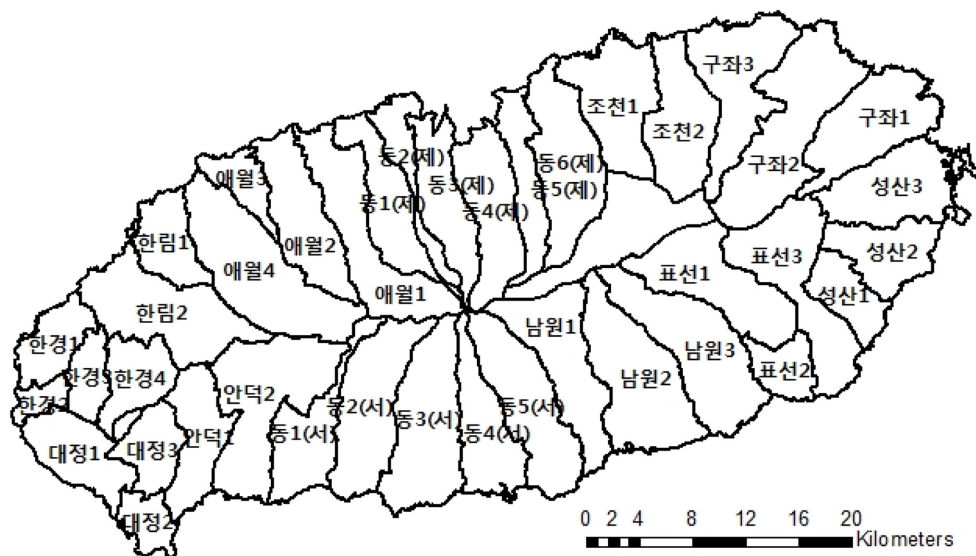 구좌3
조천1
구좌1
조천2
동2(제)
동6(제)
구좌2
애월3
동3(제)
동5(제)
성산3
동1(제)
동4(제)
한림1
애월2
성산2
애월4
표선1
표선3
애월1
성산1
한림2
남원1
한경1
남원3
한경3
한경4
표선2
안덕2
남원2
한경2
동2(서)
동5(서)
동3(서)
동1(서)
동4(서)
안덕1
대정1
대정3
대정2
0 2 4 8 12 16 20
Kilometers